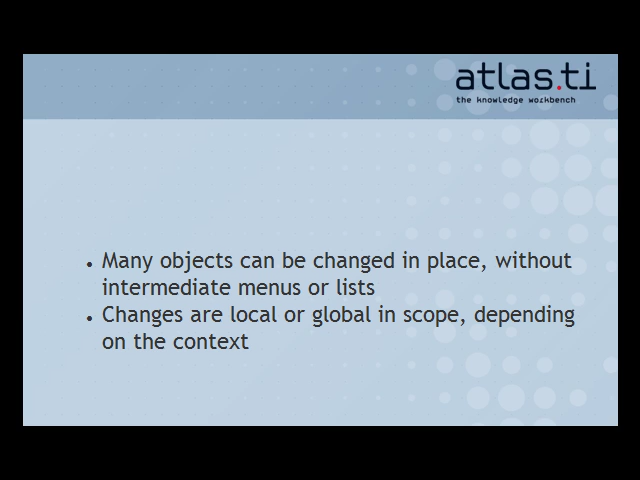 atlas.ti
the knowledge workbench
• Many objects can be changed in place, without
intermediate menus or lists
• Changes are local or global in scope, depending
on the context